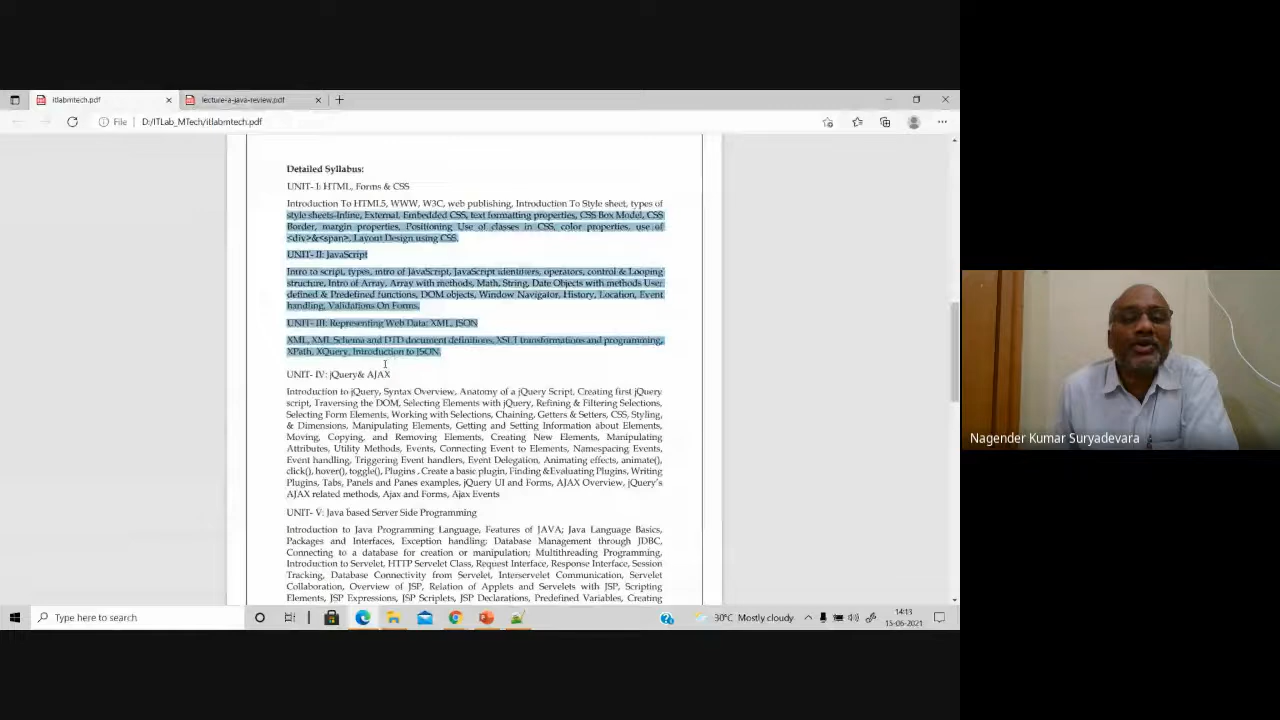 itlabmtech.pdf
lecture-a-java-review.pdf
File
D:/ITLab_MTech/itlabmtech.pdf
Detailed Syllabus:
UNIT- I: HTML, Forms & CSS
Introduction To HTML5, WWW, W3C, web publishing, Introduction To Style sheet, types of
style sheets-Inline, External, Embedded CSS, text formatting properties, CSS Box Model, CSS
Border, margin properties, Positioning Use of classes in CSS, color properties, use of
<div>&<span>, Layout Design using CSS.
UNIT- II: JavaScript
Intro to script, types, intro of JavaScript, JavaScript identifiers, operators, control & Looping
structure, Intro of Array, Array with methods, Math, String, Date Objects with methods User
defined & Predefined functions, DOM objects, Window Navigator, History, Location, Event
handling, Validations On Forms.
UNIT- III: Representing Web Data: XML, JSON
XML, XML Schema and DTD document definitions, XSLT transformations and programming,
XPath, XQuery, Introduction to JSON.
UNIT- IV: jQuery& AJAX
Introduction to jQuery, Syntax Overview, Anatomy of a jQuery Script, Creating first jQuery
script, Traversing the DOM, Selecting Elements with jQuery, Refining & Filtering Selections,
Selecting Form Elements, Working with Selections, Chaining, Getters & Setters, CSS, Styling,
& Dimensions, Manipulating Elements, Getting and Setting Information about Elements,
Moving, Copying, and Removing Elements, Creating New Elements, Manipulating
Attributes, Utility Methods, Events, Connecting Event to Elements, Namespacing Events,
Event handling, Triggering Event handlers, Event Delegation, Animating effects, animate(),
click(), hover(), toggle(), Plugins , Create a basic plugin, Finding &Evaluating Plugins, Writing
Plugins, Tabs, Panels and Panes examples, jQuery UI and Forms, AJAX Overview, jQuery's
AJAX related methods, Ajax and Forms, Ajax Events
UNIT- V: Java based Server Side Programming
Introduction to Java Programming Language, Features of JAVA; Java Language Basics,
Packages and Interfaces, Exception handling; Database Management through JDBC,
Connecting to a database for creation or manipulation; Multithreading Programming,
Introduction to Servlet, HTTP Servlet Class, Request Interface, Response Interface, Session
Tracking, Database Connectivity from Servlet, Interservelet Communication, Servelet
Collaboration, Overview of JSP, Relation of Applets and Servlets with JSP, Scripting
Elements, JSP Expressions, JSP Scriplets, JSP Declarations, Predefined Variables, Creating
Nagender Kumar Suryadevara
Type here to search
30°C Mostly cloudy
14:13
15-06-2021